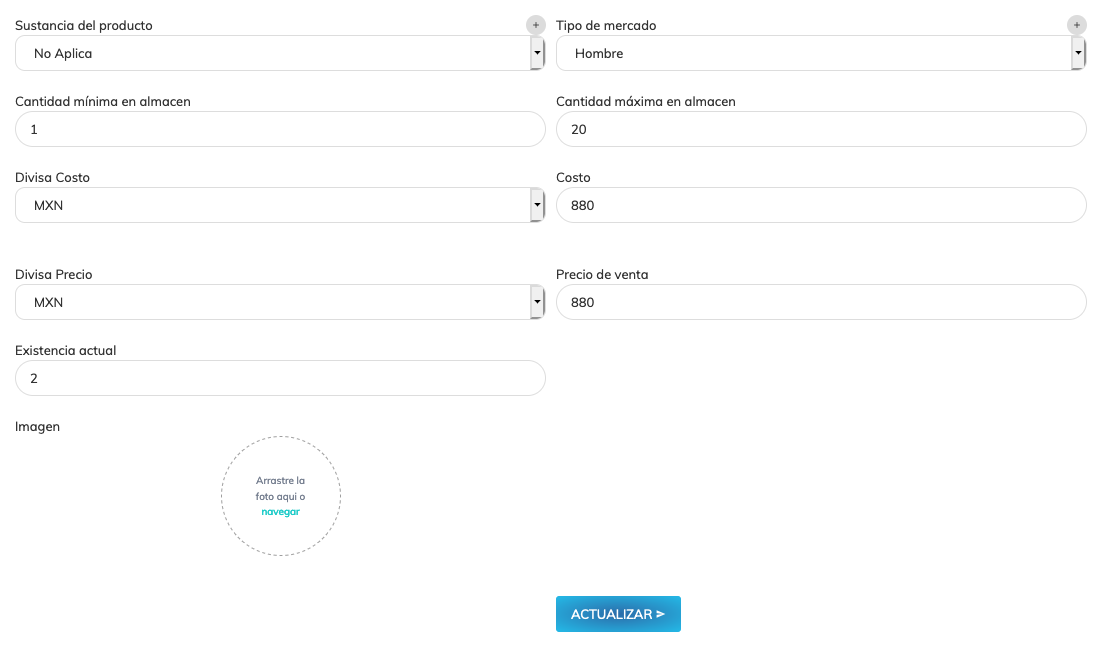 Sustancia del producto
+
Tipo de mercado
+
No Aplica
Hombre
Cantidad mínima en almacen
Cantidad máxima en almacen
1
20
Divisa Costo
Costo
MXN
880
Divisa Precio
Precio de venta
MXN
880
Existencia actual
2
Imagen
Arrastre la
foto aqui o
navegar
ACTUALIZAR >